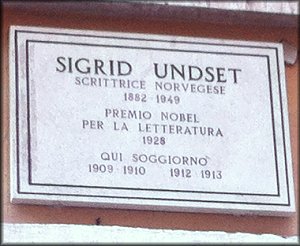 SIGRID UNDSET
SCRITTRICE NORVEGESE
1882 - 1949
PREMIO NOBEL
PER LA LETTERATURA
1928
QUI SOGGIORNÒ
1909 - 1910 1912 - 1913